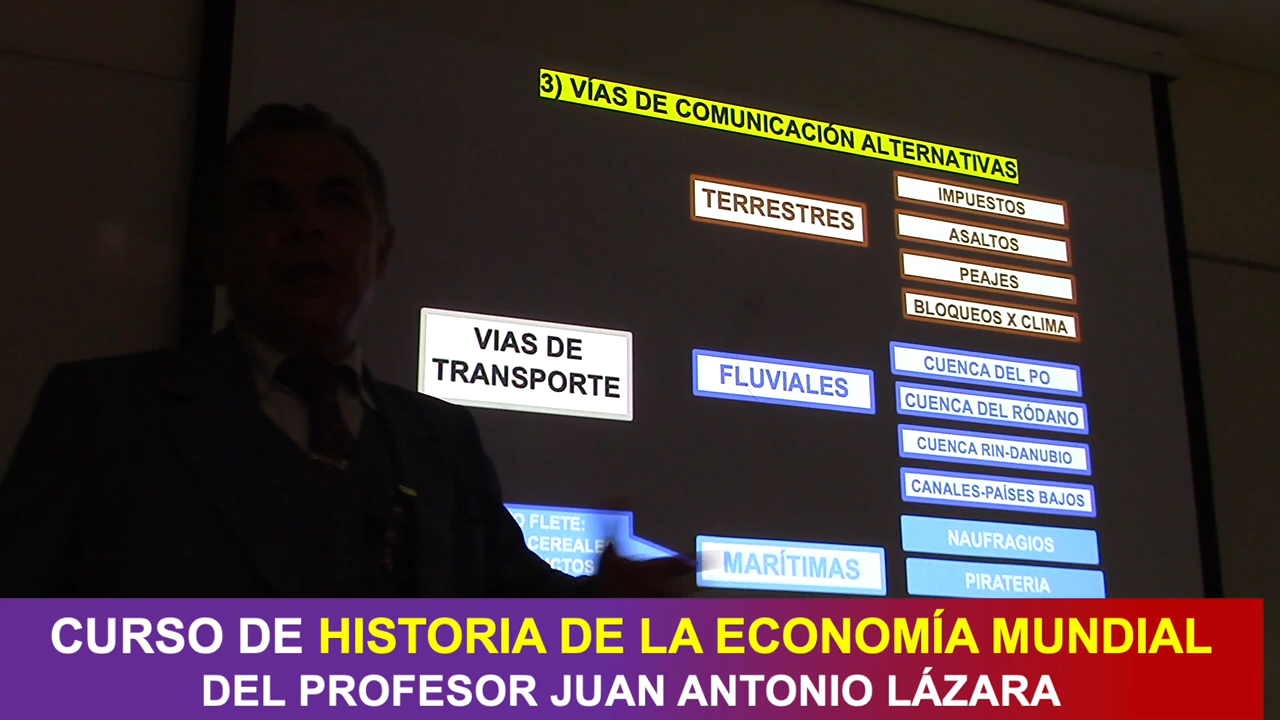 3) VÍAS DE COMUNICACIÓN ALTERNATIVAS
TERRESTRES
IMPUESTOS
ASALTOS
PEAJES
BLOQUEOS X CLIMA
VIAS DE
TRANSPORTE
FLUVIALES
CUENCA DEL PO
CUENCA DEL RÓDANO
CUENCA RIN-DANUBIO
CANALES-PAÍSES BAJOS
FLETE:
MARÍTIMAS
NAUFRAGIOS
PIRATERIA
CURSO DE HISTORIA DE LA ECONOMÍA MUNDIAL
DEL PROFESOR JUAN ANTONIO LÁZARA